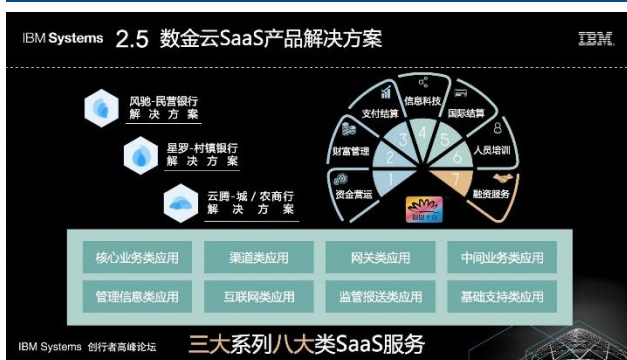 IBM Systems 2.5 数金云SaaS产品解决方案
IBM
风驰-民营银行
解决方案
星罗-村镇银行
解决方案
云腾-城/农商行
解决方案
资金营运
财富管理
支付结算
信息科技
国际结算
人员培训
融资服务
1
2
3
4
5
6
7
核心业务类应用 渠道类应用 网关类应用 中间业务类应用
管理信息类应用 互联网类应用 监管报送类应用 基础支持类应用
IBM Systems 创行者高峰论坛
三大系列八大类SaaS服务